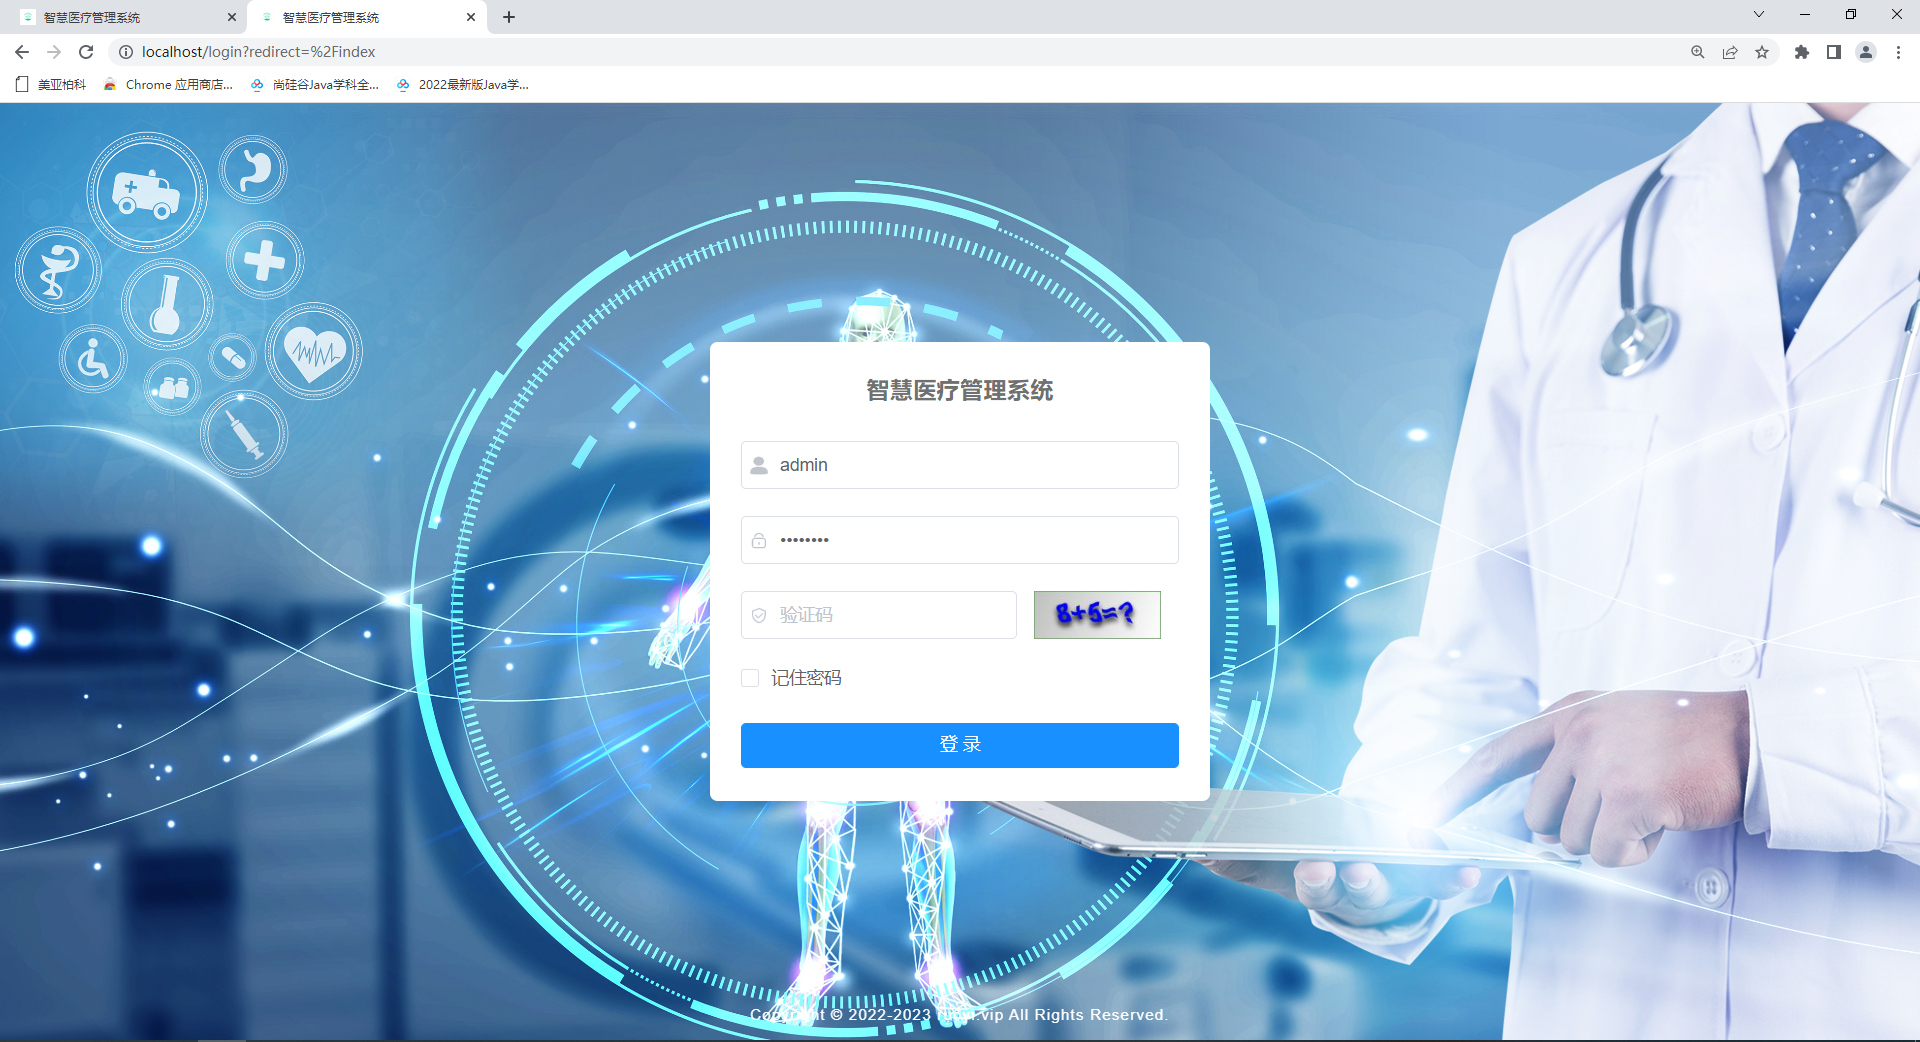 智慧医疗管理系统
智慧医疗管理系统
localhost/login?redirect=%2Findex
美亚柏科
Chrome 应用商店...
尚硅谷Java学科全...
2022最新版Java学...
智慧医疗管理系统
admin
验证码
8+5=?
记住密码
登录
Copyright © 2022-2023 .vip All Rights Reserved.